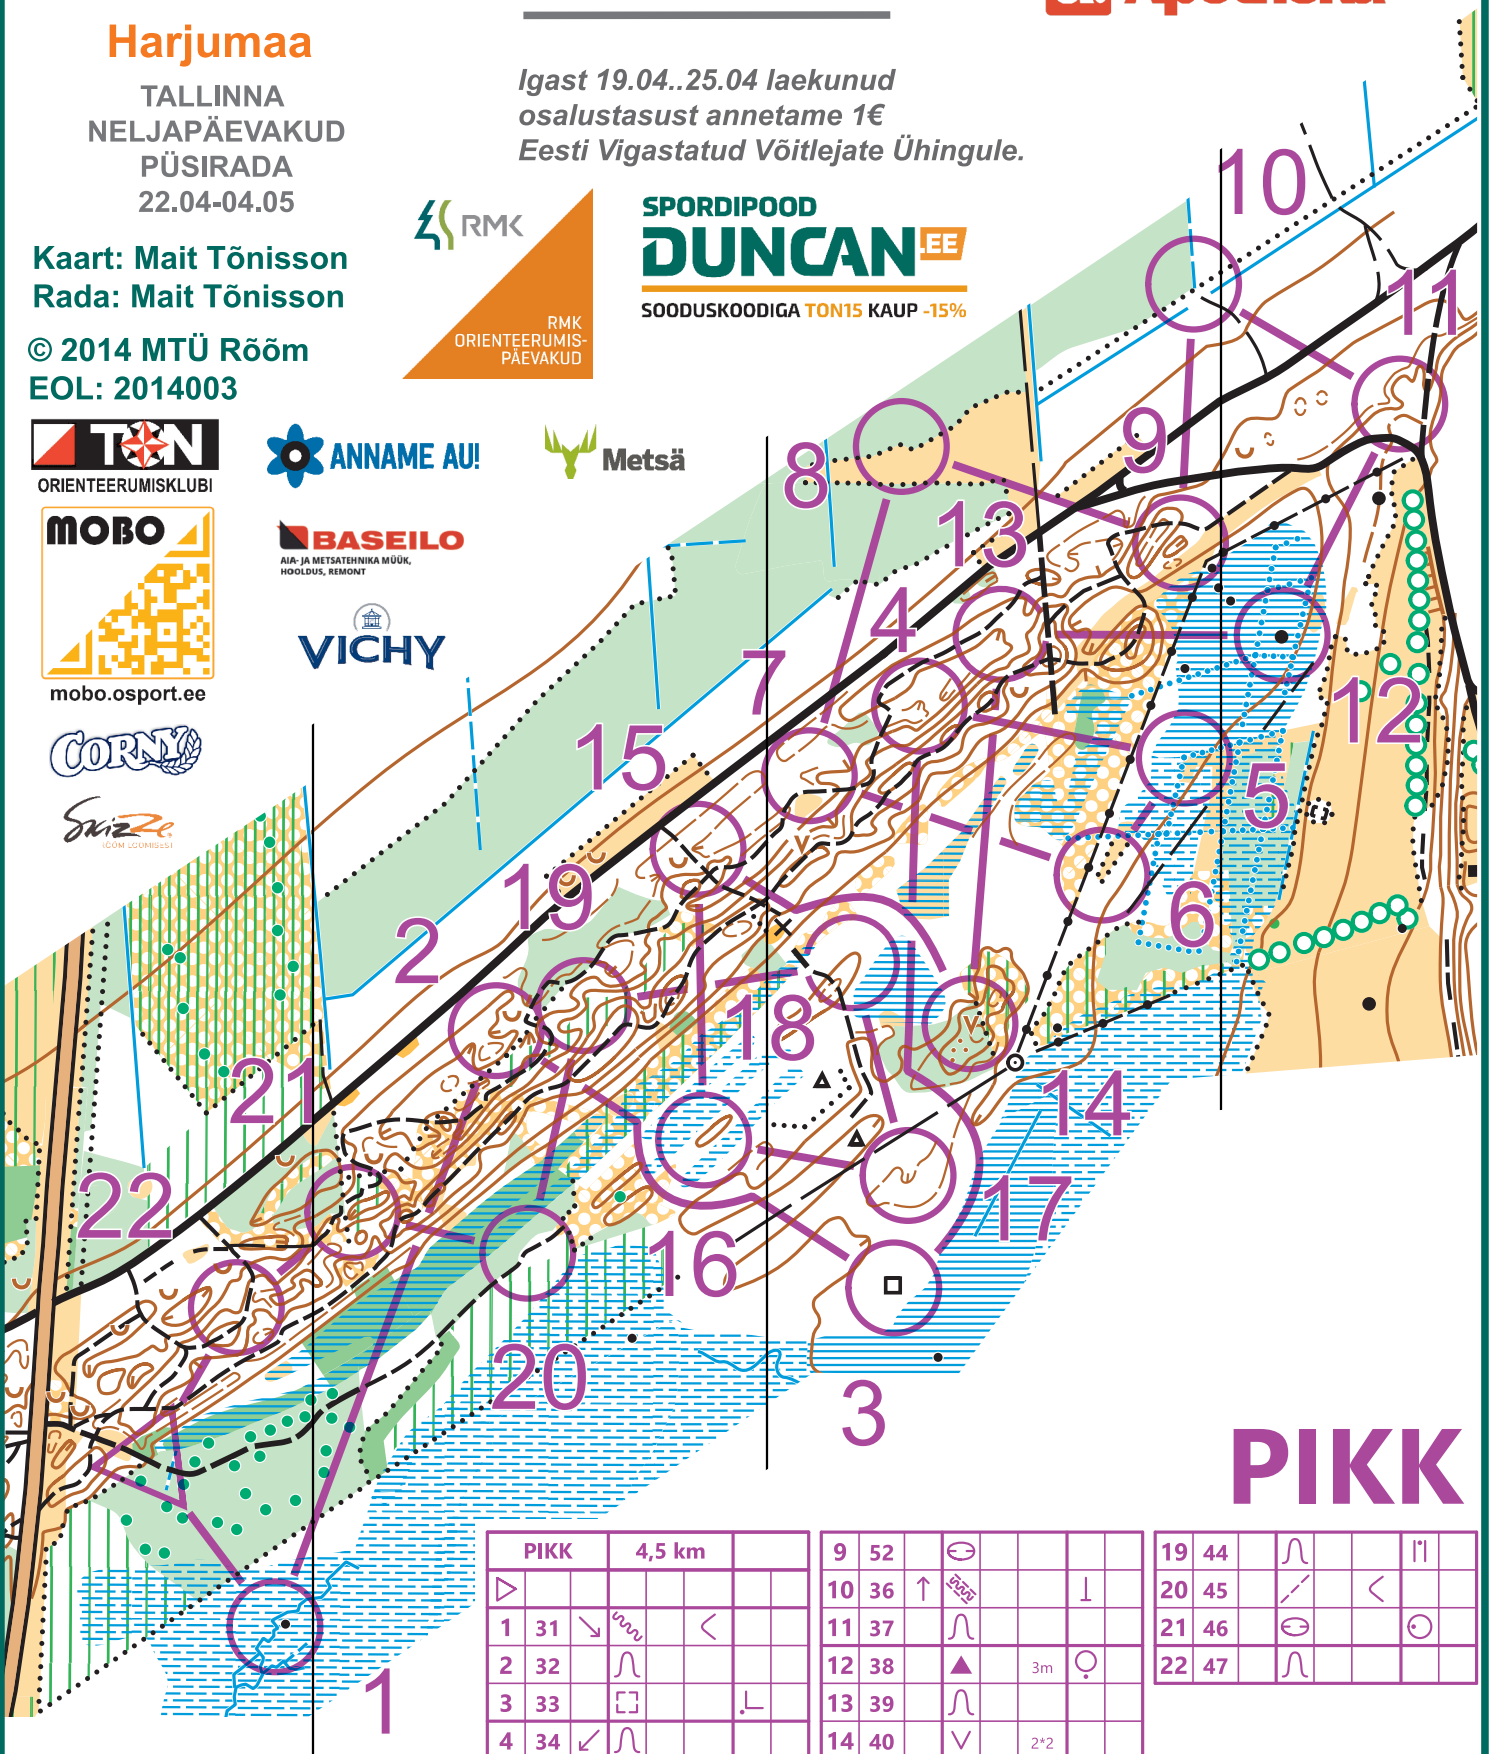 Apotheka
Harjumaa
TALLINNA
NELJAPÄEVAKUD
PÜSIRADA
22.04-04.05
Igast 19.04..25.04 laekunud
osalustasust annetame 1€
Eesti Vigastatud Võitlejate Ühingule.
Kaart: Mait Tõnisson
Rada: Mait Tõnisson
© 2014 MTÜ Rõõm
EOL: 2014003
RMK
RMK
ORIENTEERUMIS-
PÄEVAKUD
SPORDIPOOD
DUNCAN.EE
SOODUSKOODIGA TON15 KAUP -15%
TON
ORIENTEERUMISKLUBI
ANNAME AU!
Metsä
MOBO
mobo.osport.ee
BASEILO
AIA- JA METSATEHNIKA MÜÜK,
HOOLDUS, REMONT
VICHY
CORNY
SkizZe
RÕÕM LOOMISEST
10
11
9
8
13
4
7
12
15
5
19
2
6
18
21
14
22
17
16
20
3
1
PIKK
PIKK 4,5 km
1 31
2 32
3 33
4 34
9 52
10 36
11 37
12 38 3m
13 39
14 40 2*2
19 44
20 45
21 46
22 47